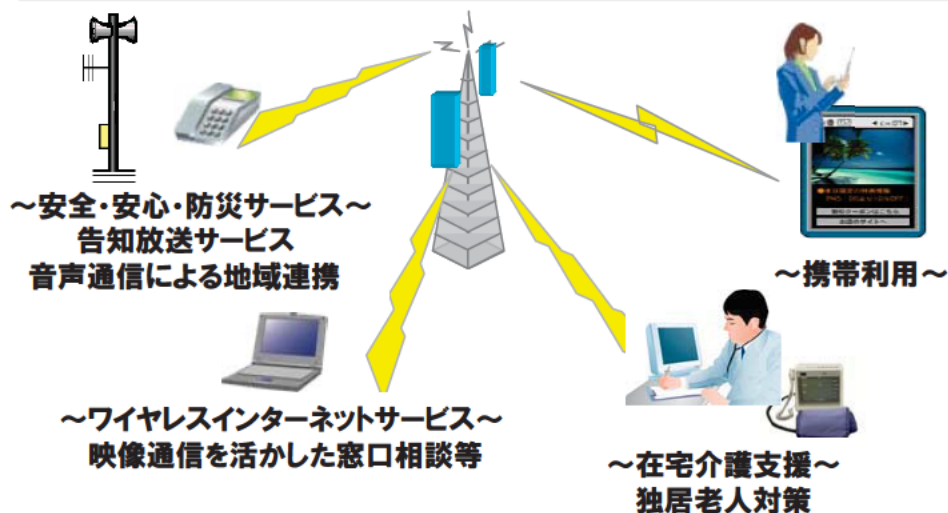 ～安全・安心・防災サービス～
告知放送サービス
音声通信による地域連携
～携帯利用～
～ワイヤレスインターネットサービス～
映像通信を活かした窓口相談等
～在宅介護支援～
独居老人対策